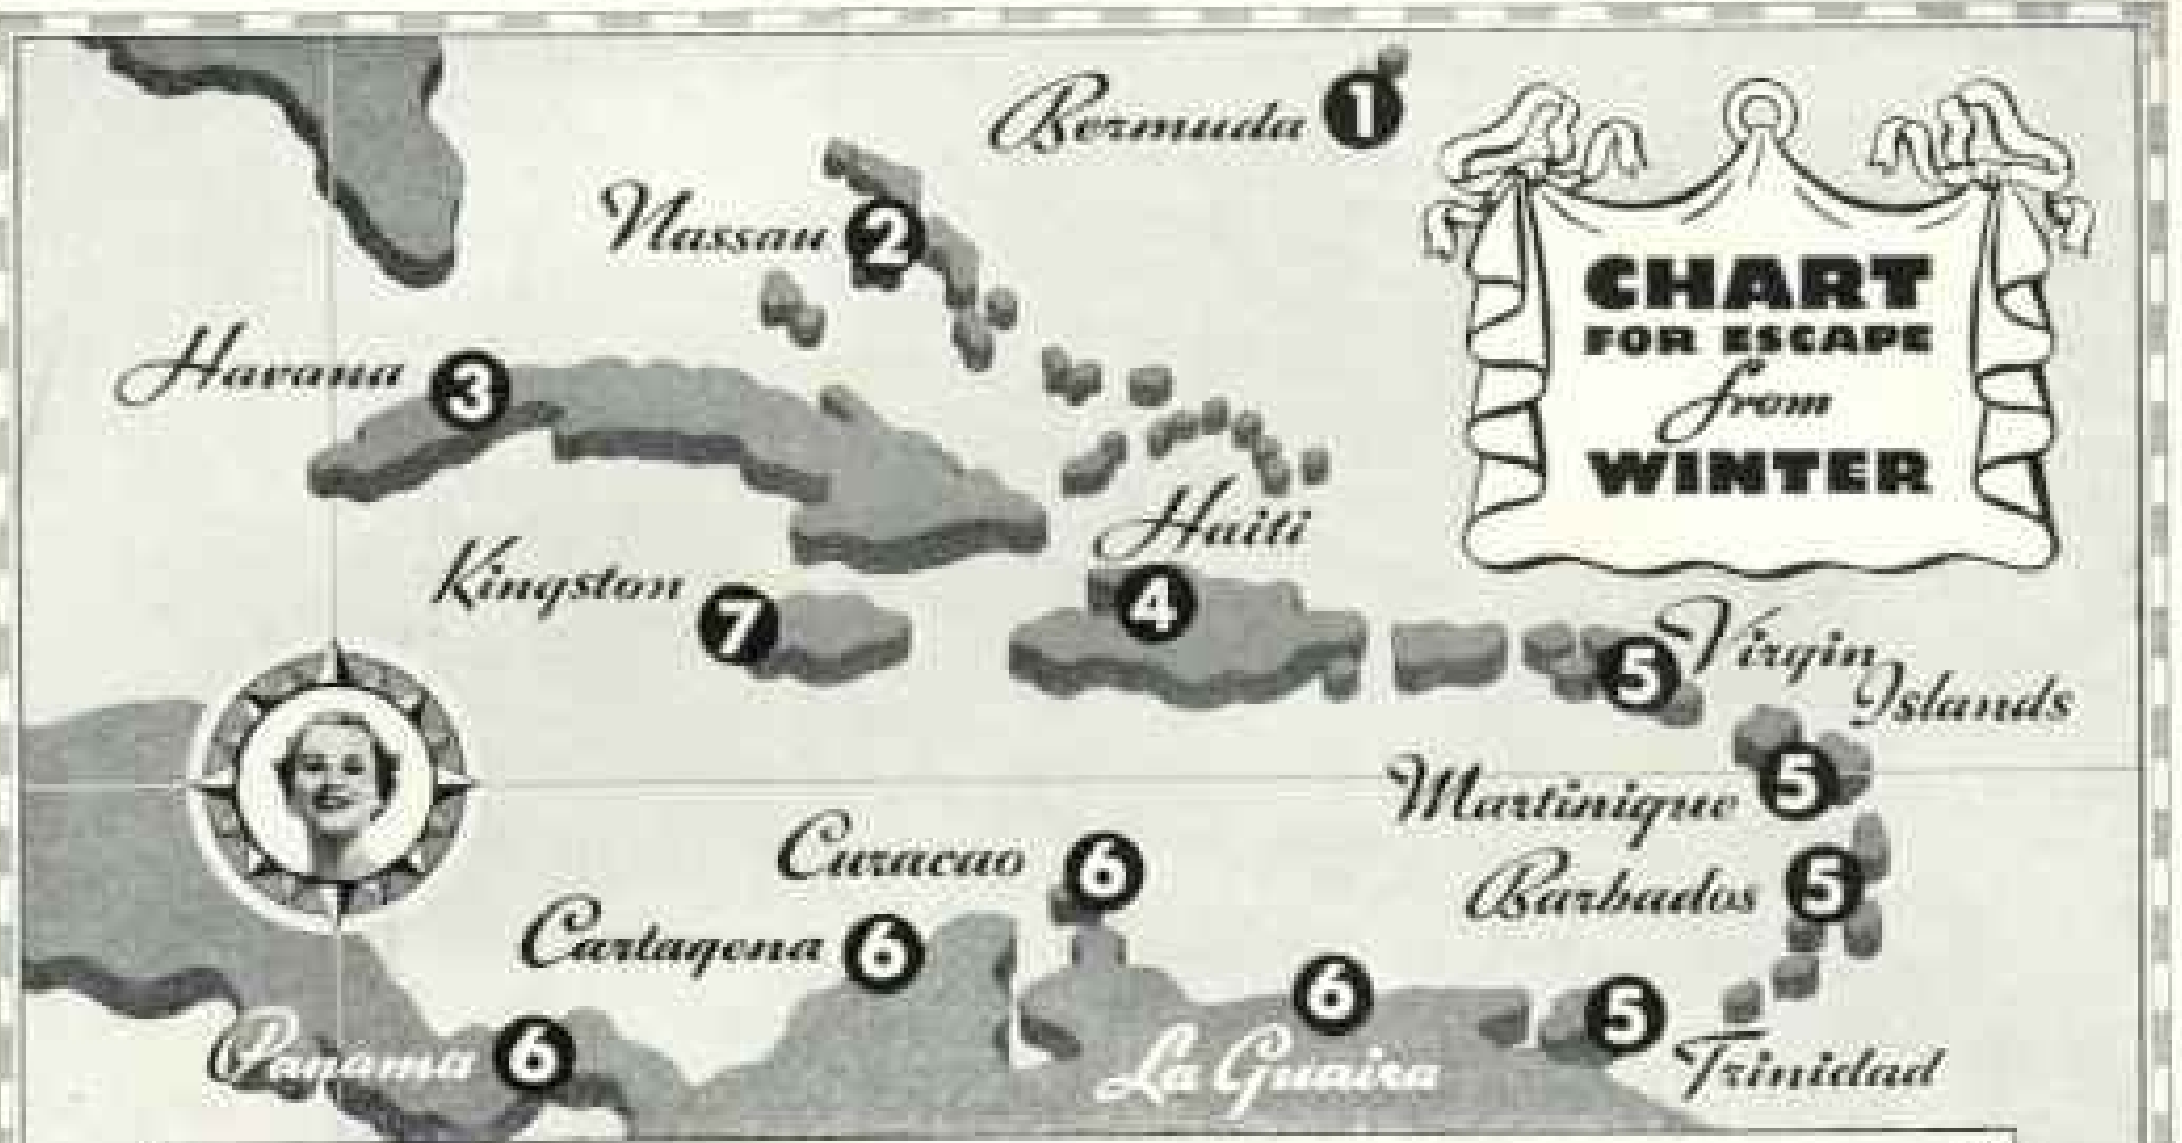 Bermuda 1
CHART
FOR ESCAPE
from
WINTER
Nassau 2
Havana 3
Haiti
4
Kingston 7
5 Virgin
Islands
Martinique 5
Curacao 6
Barbados 5
Cartagena 6
6
La Guaira
5 Trinidad
Panama 6